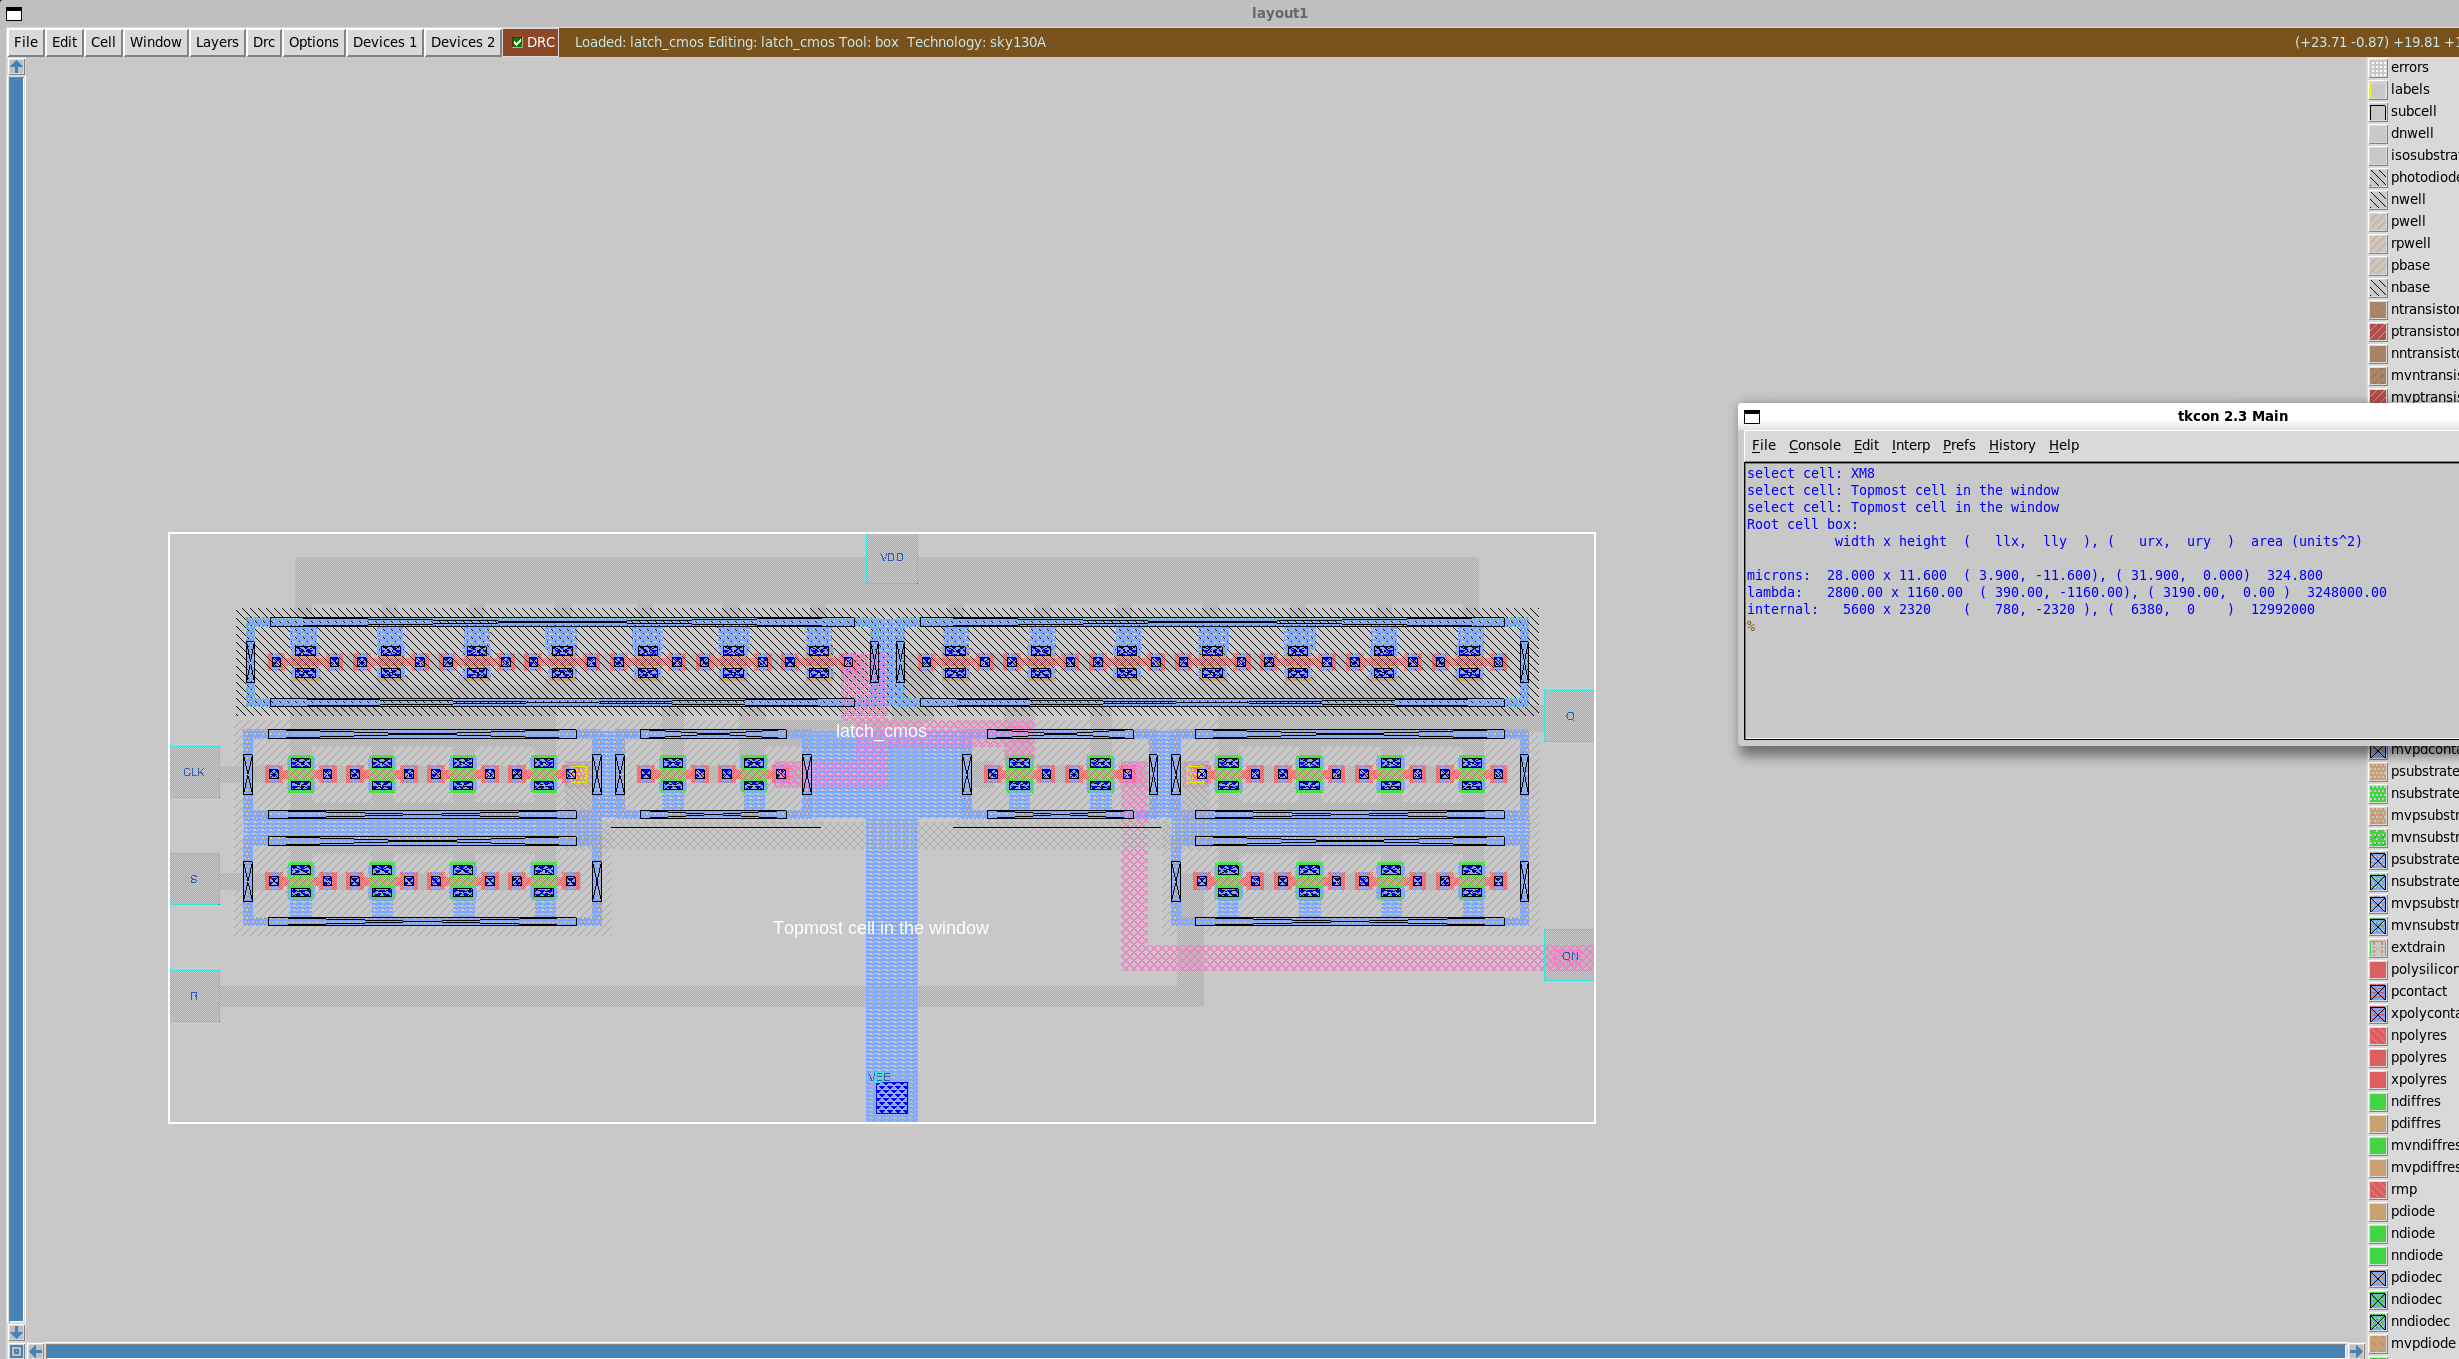 layout1
File Edit Cell Window Layers Drc Options Devices 1 Devices 2 DRC Loaded: latch_cmos Editing: latch_cmos Tool: box Technology: sky130A (+23.71 -0.87) +19.81 +1
errors
labels
subcell
dnwell
isosubstra
photodiode
nwell
pwell
rpwell
pbase
nbase
ntransistor
ptransistor
nntransisto
mvntransis
mvptransis
tkcon 2.3 Main
File Console Edit Interp Prefs History Help
select cell: XM8
select cell: Topmost cell in the window
select cell: Topmost cell in the window
Root cell box:
width x height ( llx, lly ), ( urx, ury ) area (units^2)
microns: 28.000 x 11.600 ( 3.900, -11.600), ( 31.900, 0.000) 324.800
lambda: 2800.00 x 1160.00 ( 390.00, -1160.00), ( 3190.00, 0.00 ) 3248000.00
internal: 5600 x 2320 ( 780, -2320 ), ( 6380, 0 ) 12992000
%
VDD
Q
latch_cmos
CLK
S
Topmost cell in the window
QN
R
mvpdconta
psubstrate
nsubstrate
mvpsubstr
mvnsubstr
psubstrate
nsubstrate
mvpsubstr
mvnsubstr
extdrain
polysilicon
pcontact
xpolyconta
npolyres
ppolyres
xpolyres
ndiffres
pdiffres
mvndiffres
mvpdiffres
rmp
pdiode
ndiode
nndiode
pdiodec
ndiodec
nndiodec
mvpdiode